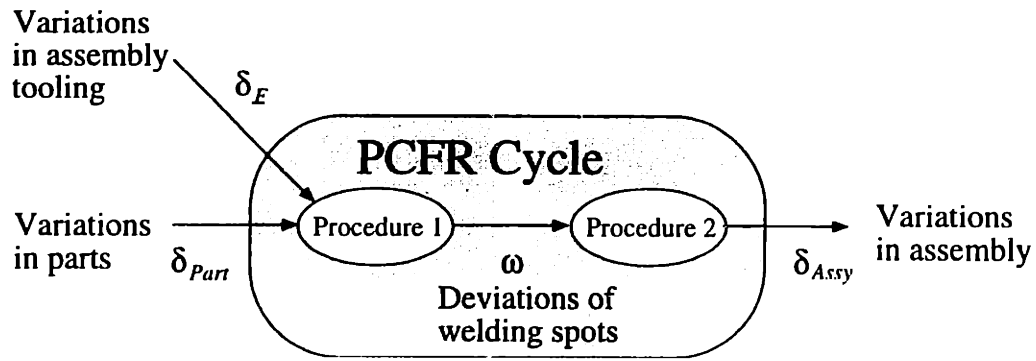 Variations
in assembly
tooling
δ_E
PCFR Cycle
Variations
in parts
δ_Part
Procedure 1
ω
Deviations of
welding spots
Procedure 2
δ_Assy
Variations
in assembly